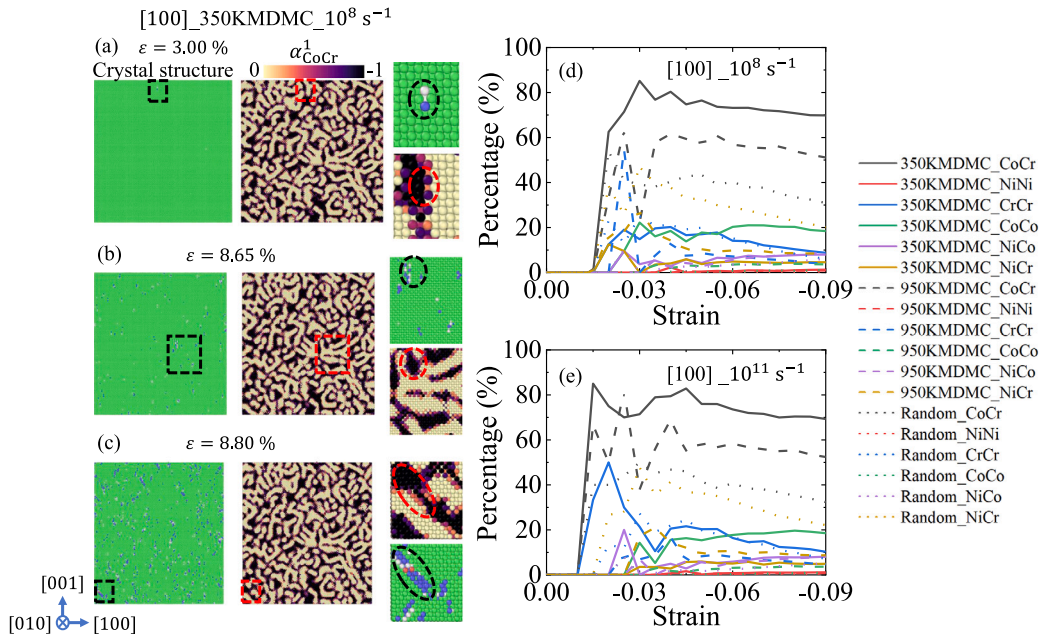 [100]_350KMDMC_10⁸ s⁻¹
(a)
ε = 3.00 %
α¹CoCr
Crystal structure
0
-1
(b)
ε = 8.65 %
(c)
ε = 8.80 %
[001]
[010]
[100]
(d)
[100] _10⁸ s⁻¹
Percentage (%)
100
80
60
40
20
0
0.00
-0.03
-0.06
-0.09
Strain
(e)
[100] _10¹¹ s⁻¹
Percentage (%)
100
80
60
40
20
0
0.00
-0.03
-0.06
-0.09
Strain
350KMDMC_CoCr
350KMDMC_NiNi
350KMDMC_CrCr
350KMDMC_CoCo
350KMDMC_NiCo
350KMDMC_NiCr
950KMDMC_CoCr
950KMDMC_NiNi
950KMDMC_CrCr
950KMDMC_CoCo
950KMDMC_NiCo
950KMDMC_NiCr
Random_CoCr
Random_NiNi
Random_CrCr
Random_CoCo
Random_NiCo
Random_NiCr